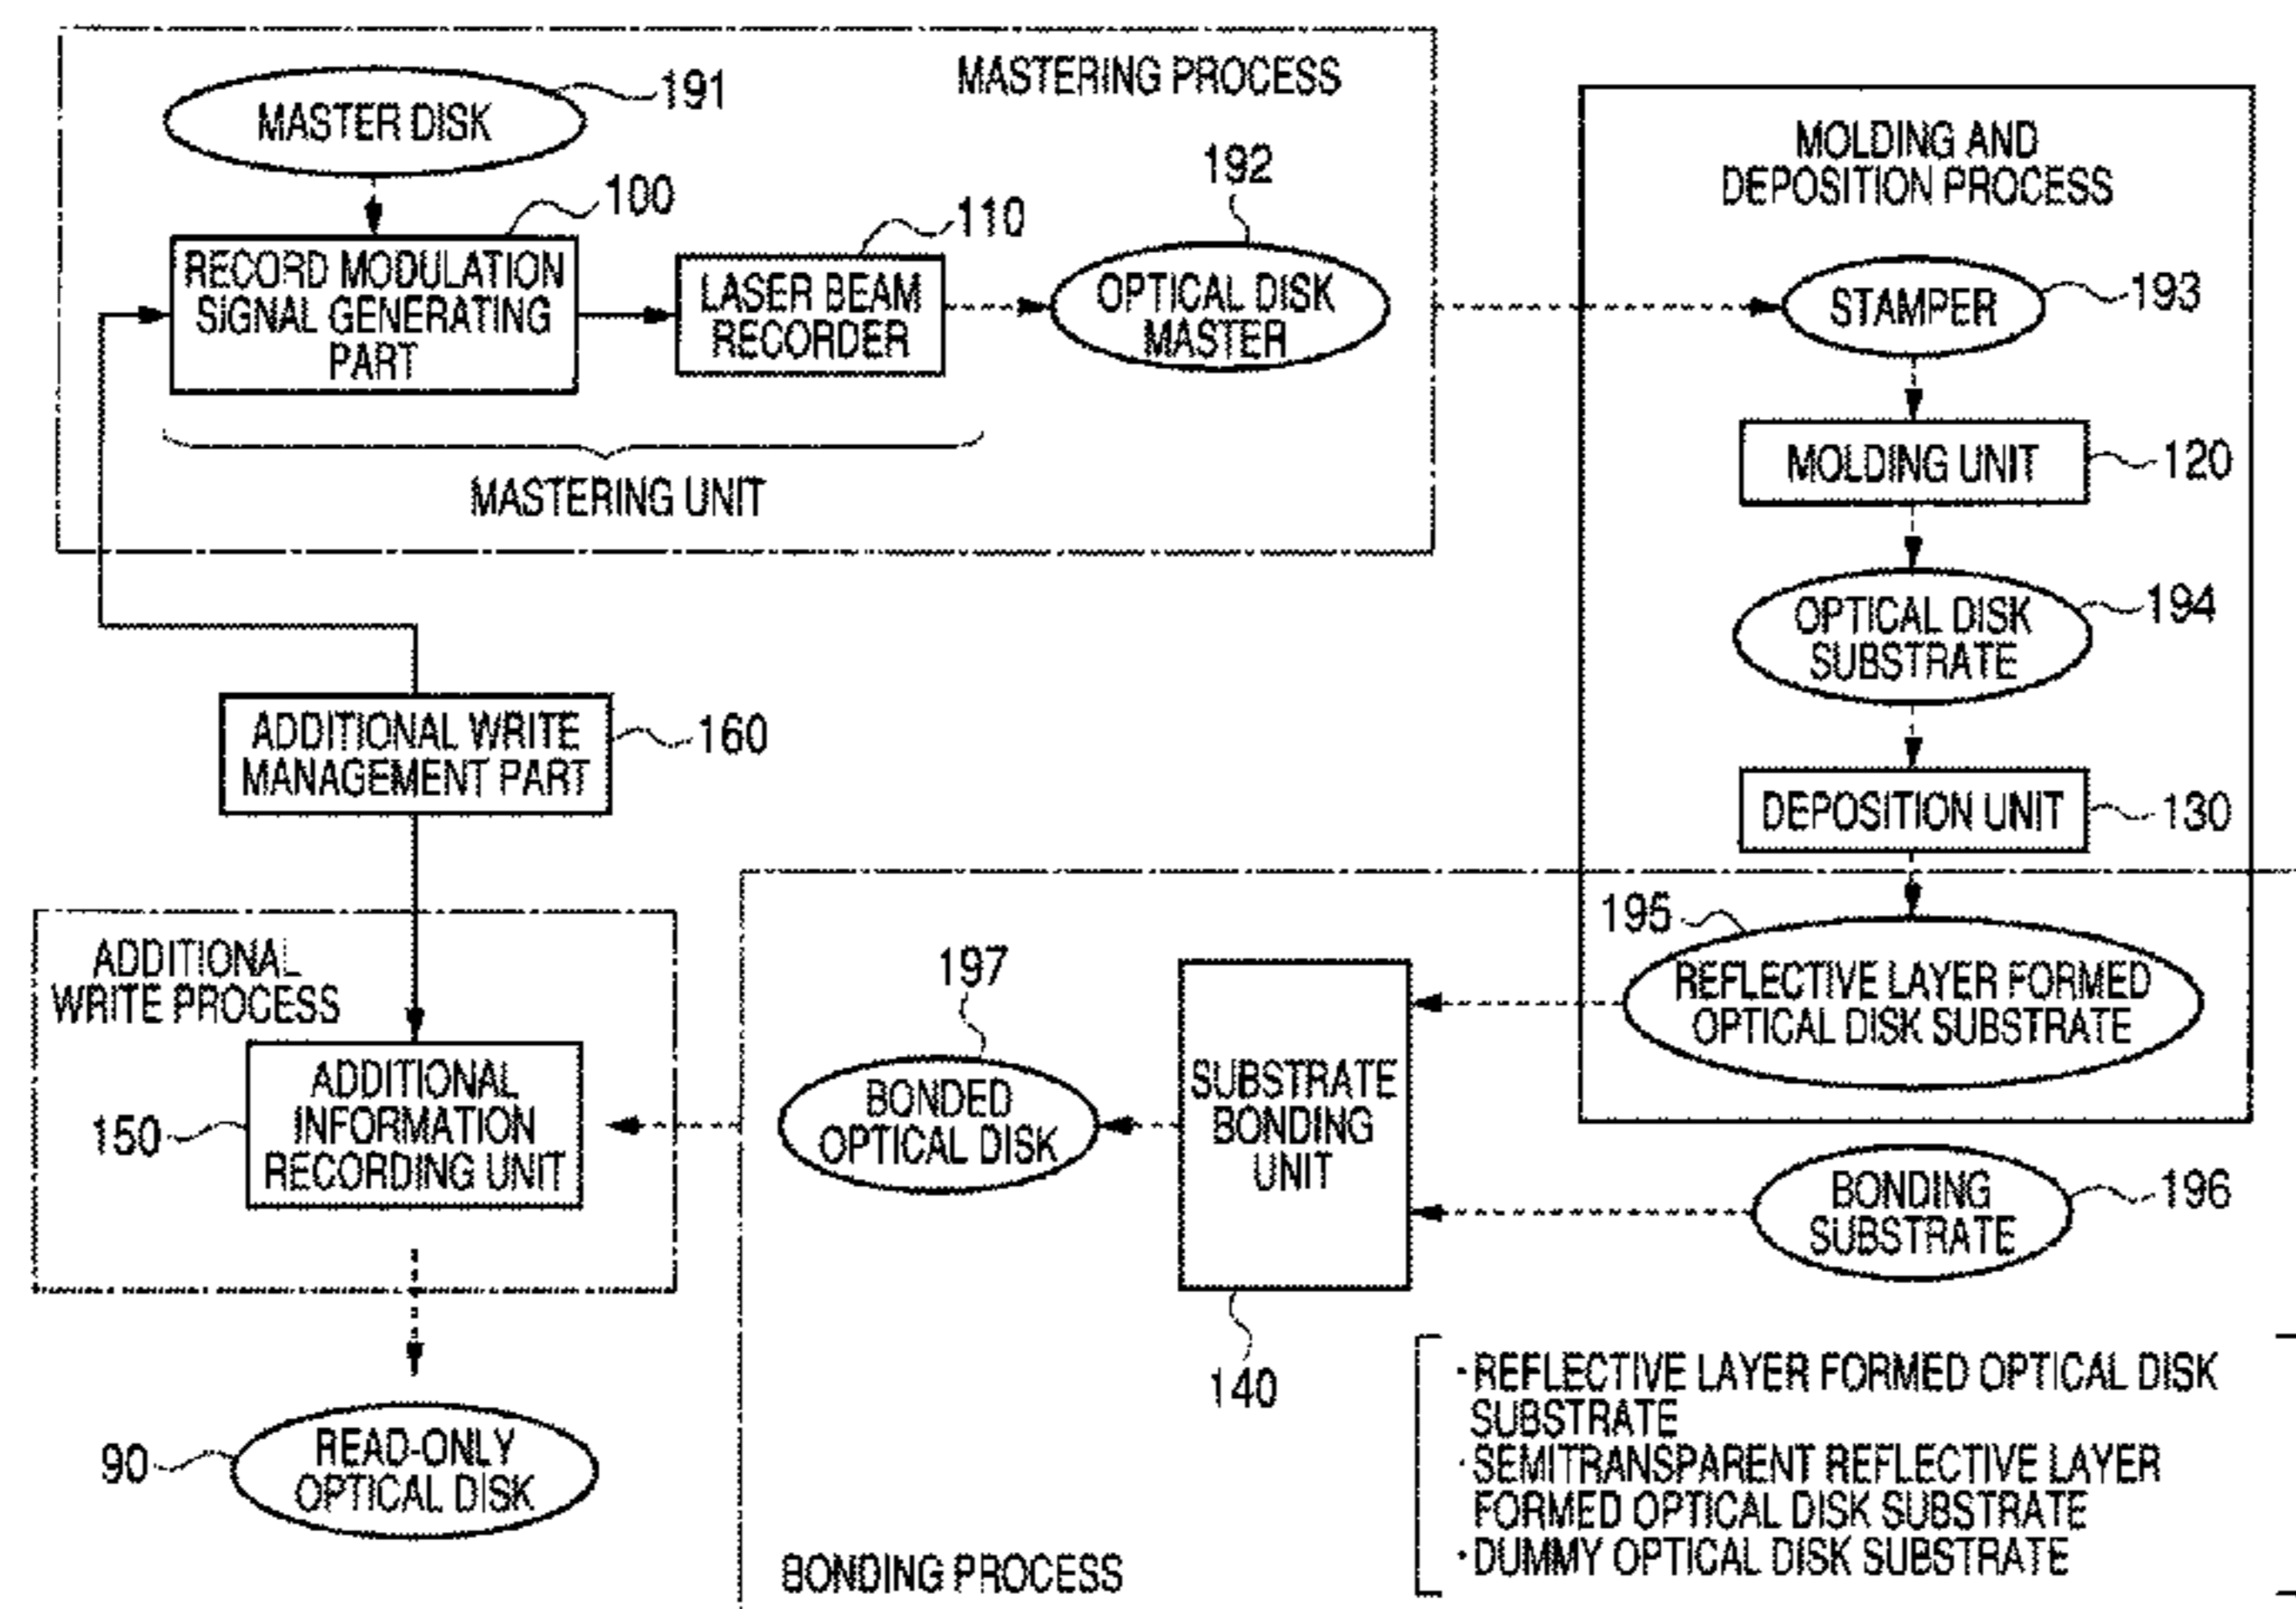 MASTERING PROCESS
MASTER DISK
191
100
RECORD MODULATION
SIGNAL GENERATING
PART
110
LASER BEAM
RECORDER
192
OPTICAL DISK
MASTER
MASTERING UNIT
MOLDING AND
DEPOSITION PROCESS
STAMPER
193
MOLDING UNIT
120
OPTICAL DISK
SUBSTRATE
194
DEPOSITION UNIT
130
195
REFLECTIVE LAYER FORMED
OPTICAL DISK SUBSTRATE
ADDITIONAL WRITE
MANAGEMENT PART
160
ADDITIONAL
WRITE PROCESS
150
ADDITIONAL
INFORMATION
RECORDING UNIT
197
BONDED
OPTICAL DISK
SUBSTRATE
BONDING
UNIT
140
BONDING
SUBSTRATE
196
90
READ-ONLY
OPTICAL DISK
BONDING PROCESS
·REFLECTIVE LAYER FORMED OPTICAL DISK
SUBSTRATE
·SEMITRANSPARENT REFLECTIVE LAYER
FORMED OPTICAL DISK SUBSTRATE
·DUMMY OPTICAL DISK SUBSTRATE